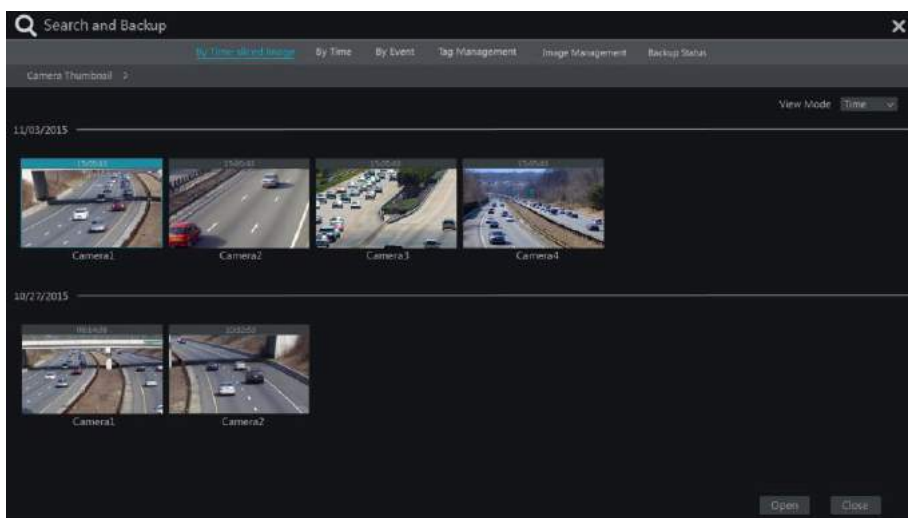 Search and Backup
By Time-sliced Image By Time By Event Tag Management Image Management Backup Status
Camera Thumbnail
View Mode Time
11/03/2015
Camera1 Camera2 Camera3 Camera4
10/27/2015
Camera1 Camera2
Open Close